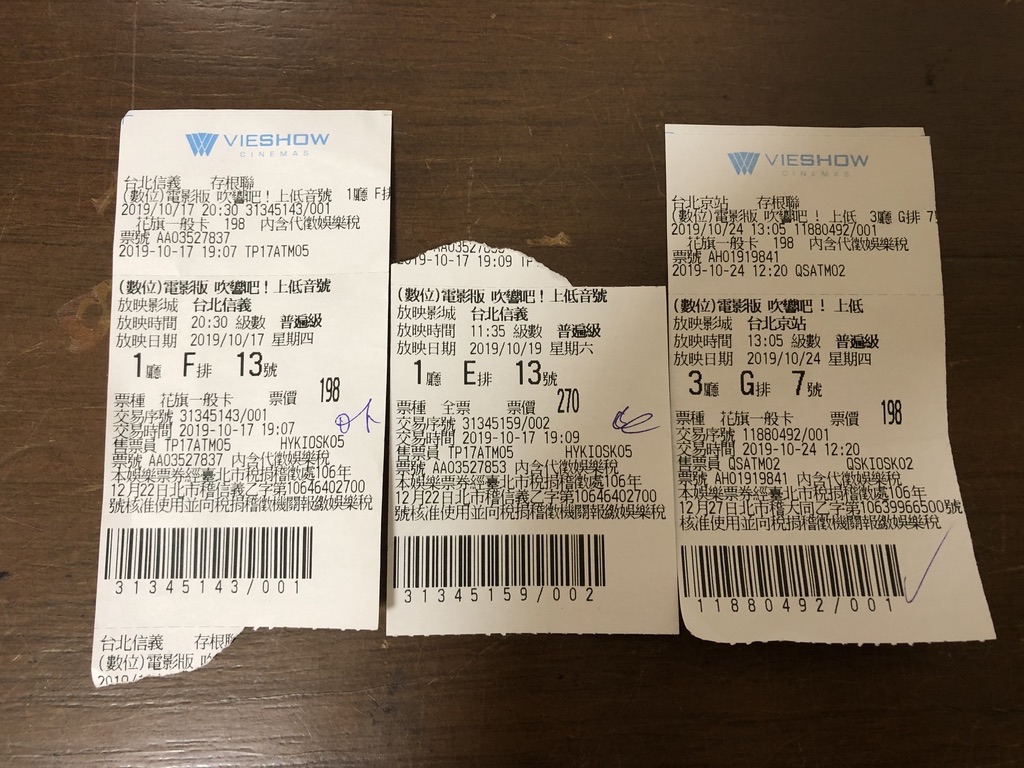 VIESHOW
CINEMAS
台北信義 存根聯
(數位)電影版 吹響吧！上低音號 1廳 F排
2019/10/17 20:30 31345143/001
花旗一般卡 198 內含代徵娛樂稅
票號 AA03527837
2019-10-17 19:07 TP17ATM05
(數位)電影版 吹響吧！上低音號
放映影城 台北信義
放映時間 20:30 級數 普遍級
放映日期 2019/10/17 星期四
1廳 F排 13號
票種 花旗一般卡 票價 198
交易序號 31345143/001
交易時間 2019-10-17 19:07
售票員 TP17ATM05 HYKIOSK05
票號 AA03527837 內含代徵娛樂稅
本娛樂票券經臺北市稅捐稽徵處106年
12月22日北市稽信義乙字第10646402700
號核准使用並向稅捐稽徵機關報繳娛樂稅
31345143/001
台北信義 存根聯
(數位)電影版
2019-10-17 19:09
(數位)電影版 吹響吧！上低音號
放映影城 台北信義
放映時間 11:35 級數 普遍級
放映日期 2019/10/19 星期六
1廳 E排 13號
票種 全票 票價 270
交易序號 31345159/002
交易時間 2019-10-17 19:09
售票員 TP17ATM05 HYKIOSK05
票號 AA03527853 內含代徵娛樂稅
本娛樂票券經臺北市稅捐稽徵處106年
12月22日北市稽信義乙字第10646402700
號核准使用並向稅捐稽徵機關報繳娛樂稅
31345159/002
VIESHOW
CINEMAS
台北京站 存根聯
(數位)電影版 吹響吧！上低 3廳 G排 7
2019/10/24 13:05 11880492/001
花旗一般卡 198 內含代徵娛樂稅
票號 AH01919841
2019-10-24 12:20 QSATM02
(數位)電影版 吹響吧！上低
放映影城 台北京站
放映時間 13:05 級數 普遍級
放映日期 2019/10/24 星期四
3廳 G排 7號
票種 花旗一般卡 票價 198
交易序號 11880492/001
交易時間 2019-10-24 12:20
售票員 QSATM02 QSKIOSK02
票號 AH01919841 內含代徵娛樂稅
本娛樂票券經臺北市稅捐稽徵處106年
12月27日北市稽大同乙字第10639966500號
核准使用並向稅捐稽徵機關報繳娛樂稅
11880492/001